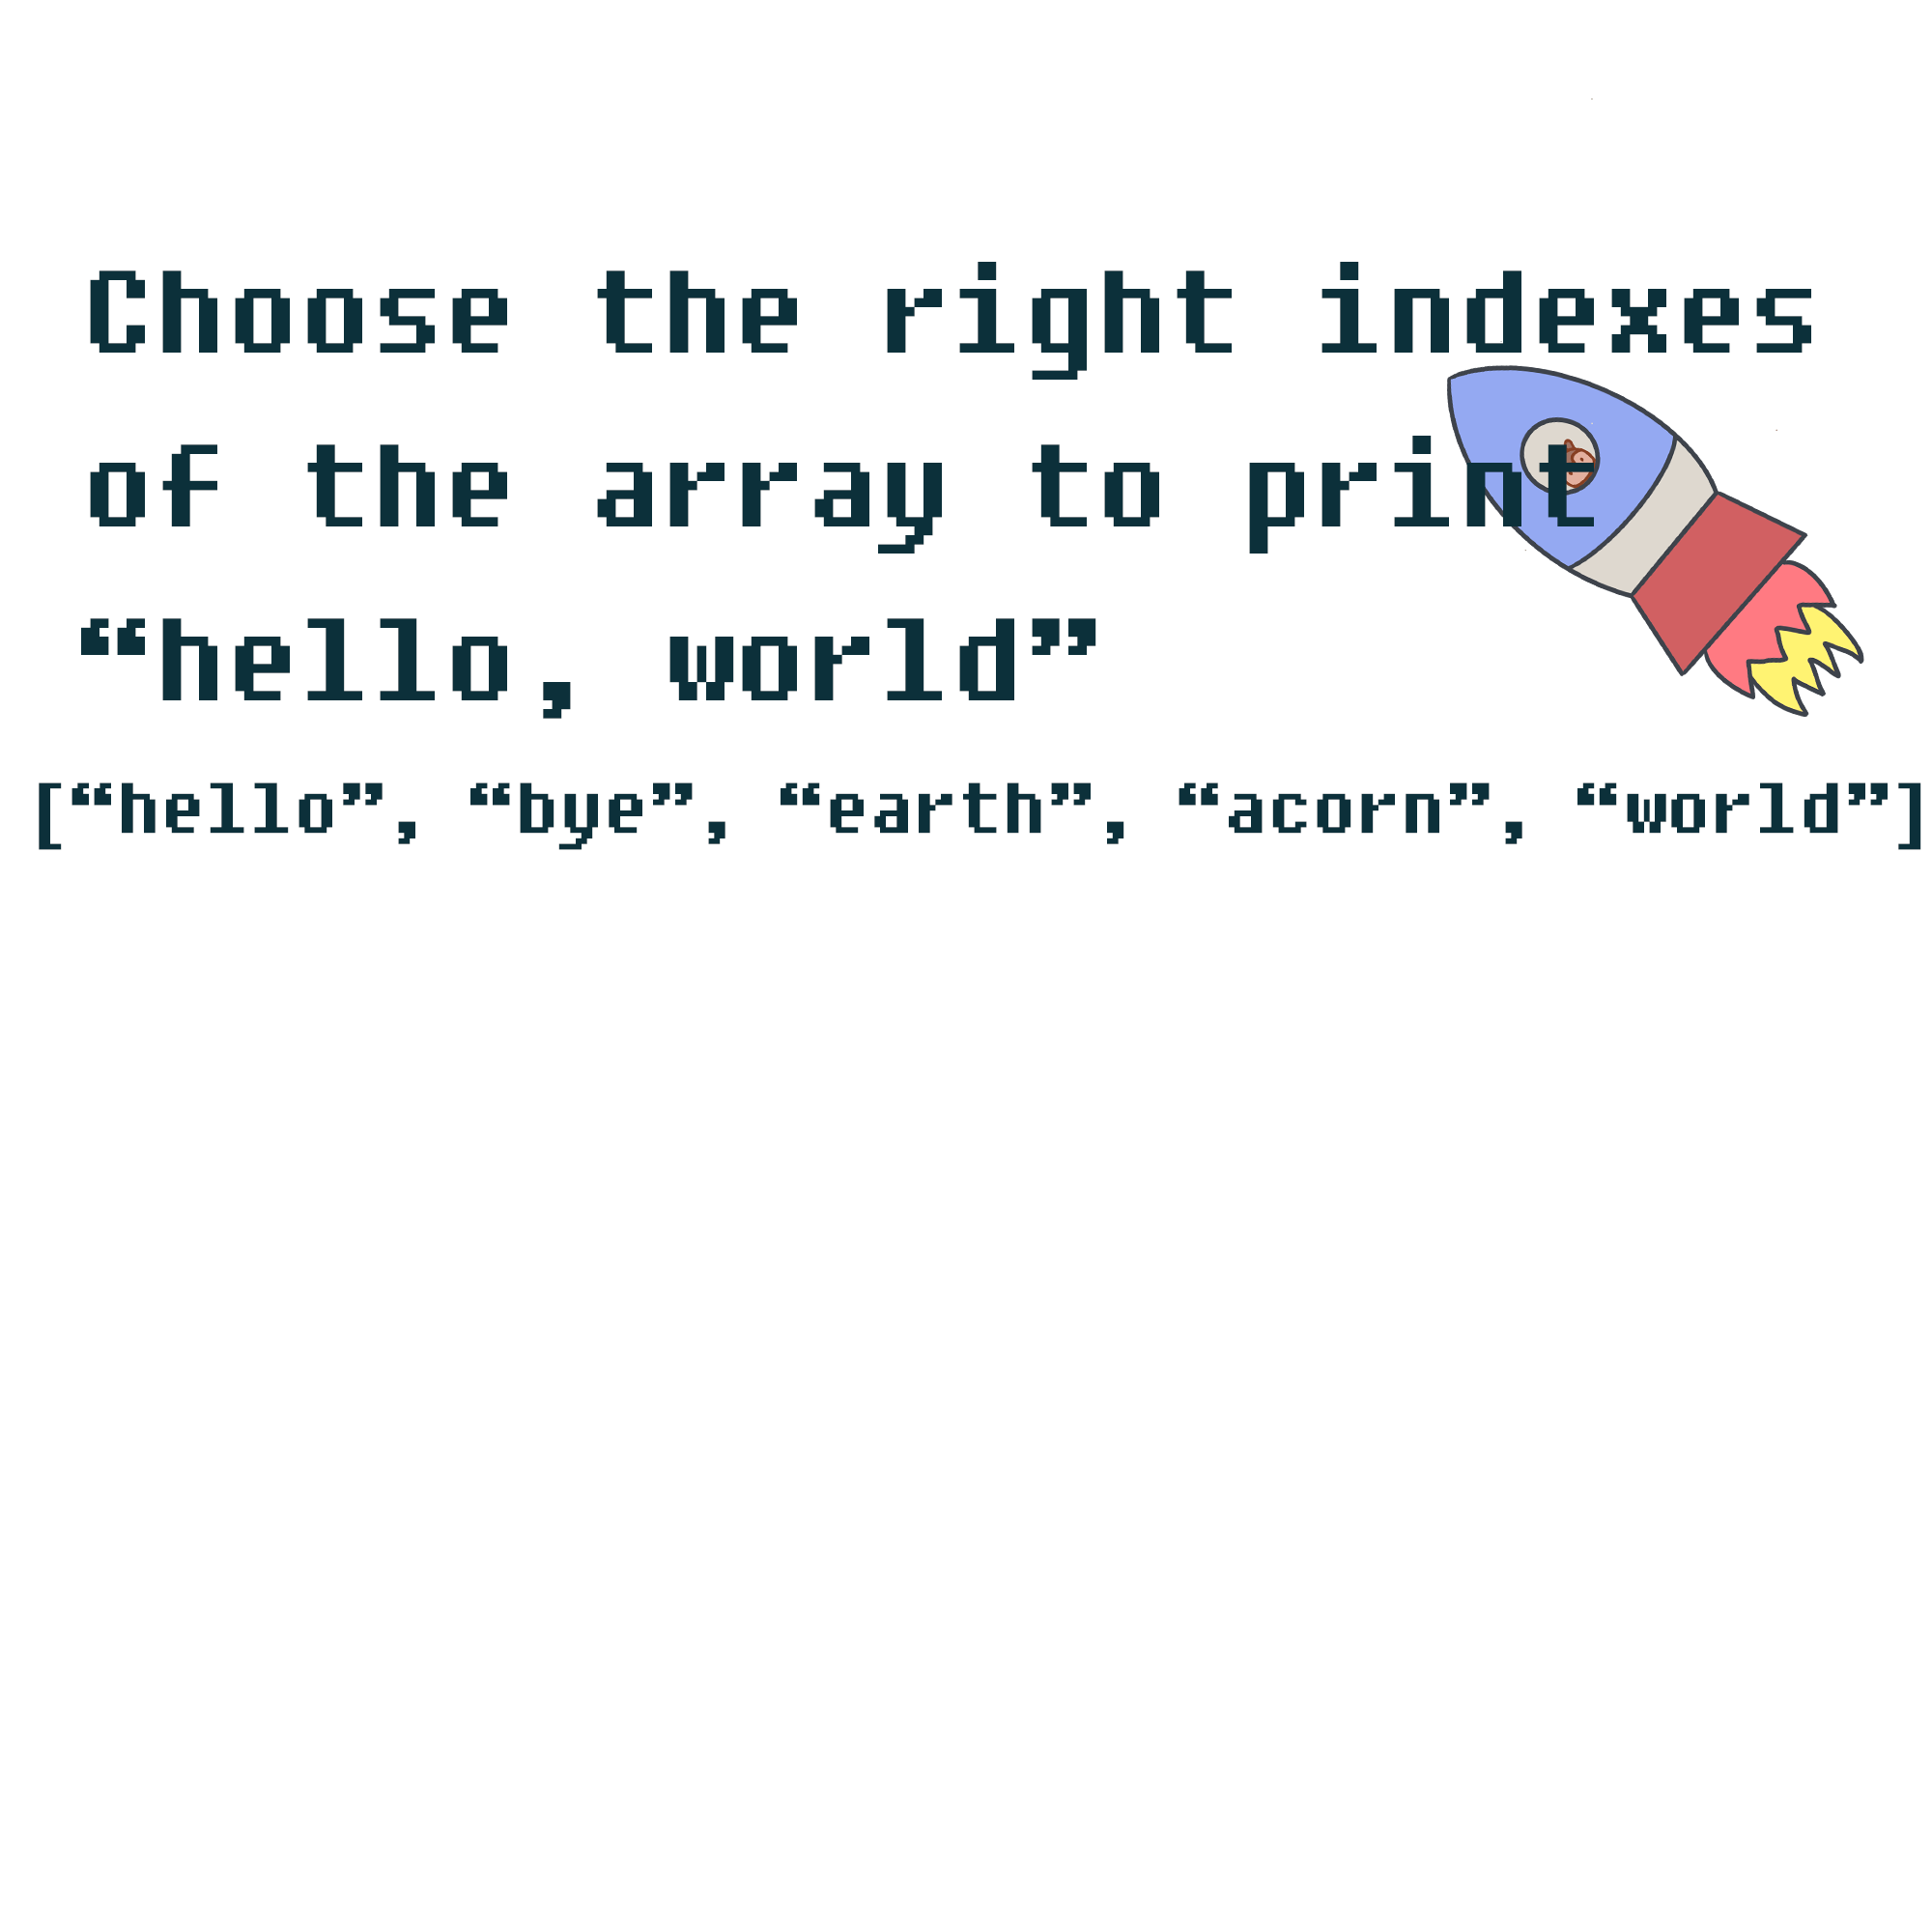 Choose the right indexes
of the array to print
“hello, world”
[“hello”, “bye”, “earth”, “acorn”, “world”]